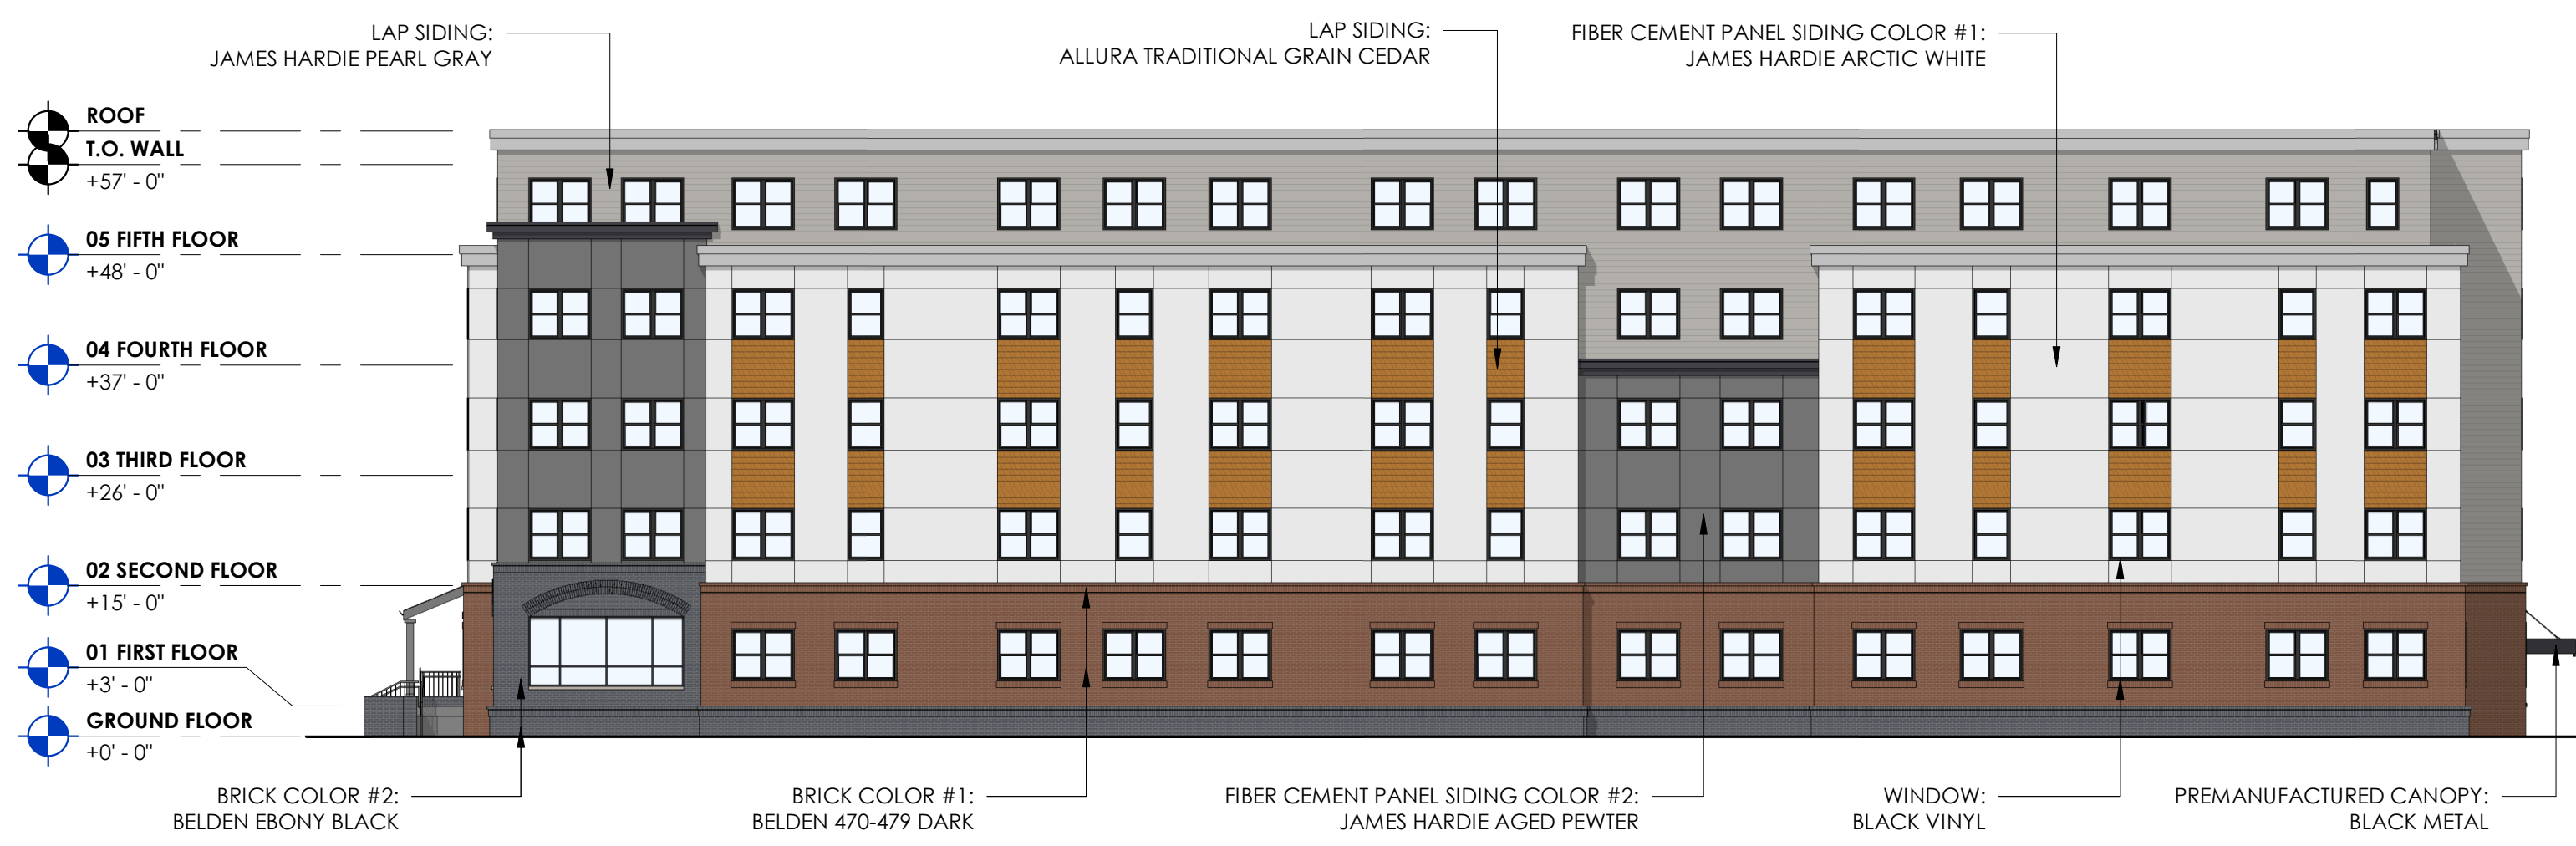 LAP SIDING:
JAMES HARDIE PEARL GRAY
LAP SIDING:
ALLURA TRADITIONAL GRAIN CEDAR
FIBER CEMENT PANEL SIDING COLOR #1:
JAMES HARDIE ARCTIC WHITE
ROOF
T.O. WALL
+57' - 0"
05 FIFTH FLOOR
+48' - 0"
04 FOURTH FLOOR
+37' - 0"
03 THIRD FLOOR
+26' - 0"
02 SECOND FLOOR
+15' - 0"
01 FIRST FLOOR
+3' - 0"
GROUND FLOOR
+0' - 0"
BRICK COLOR #2:
BELDEN EBONY BLACK
BRICK COLOR #1:
BELDEN 470-479 DARK
FIBER CEMENT PANEL SIDING COLOR #2:
JAMES HARDIE AGED PEWTER
WINDOW:
BLACK VINYL
PREMANUFACTURED CANOPY:
BLACK METAL